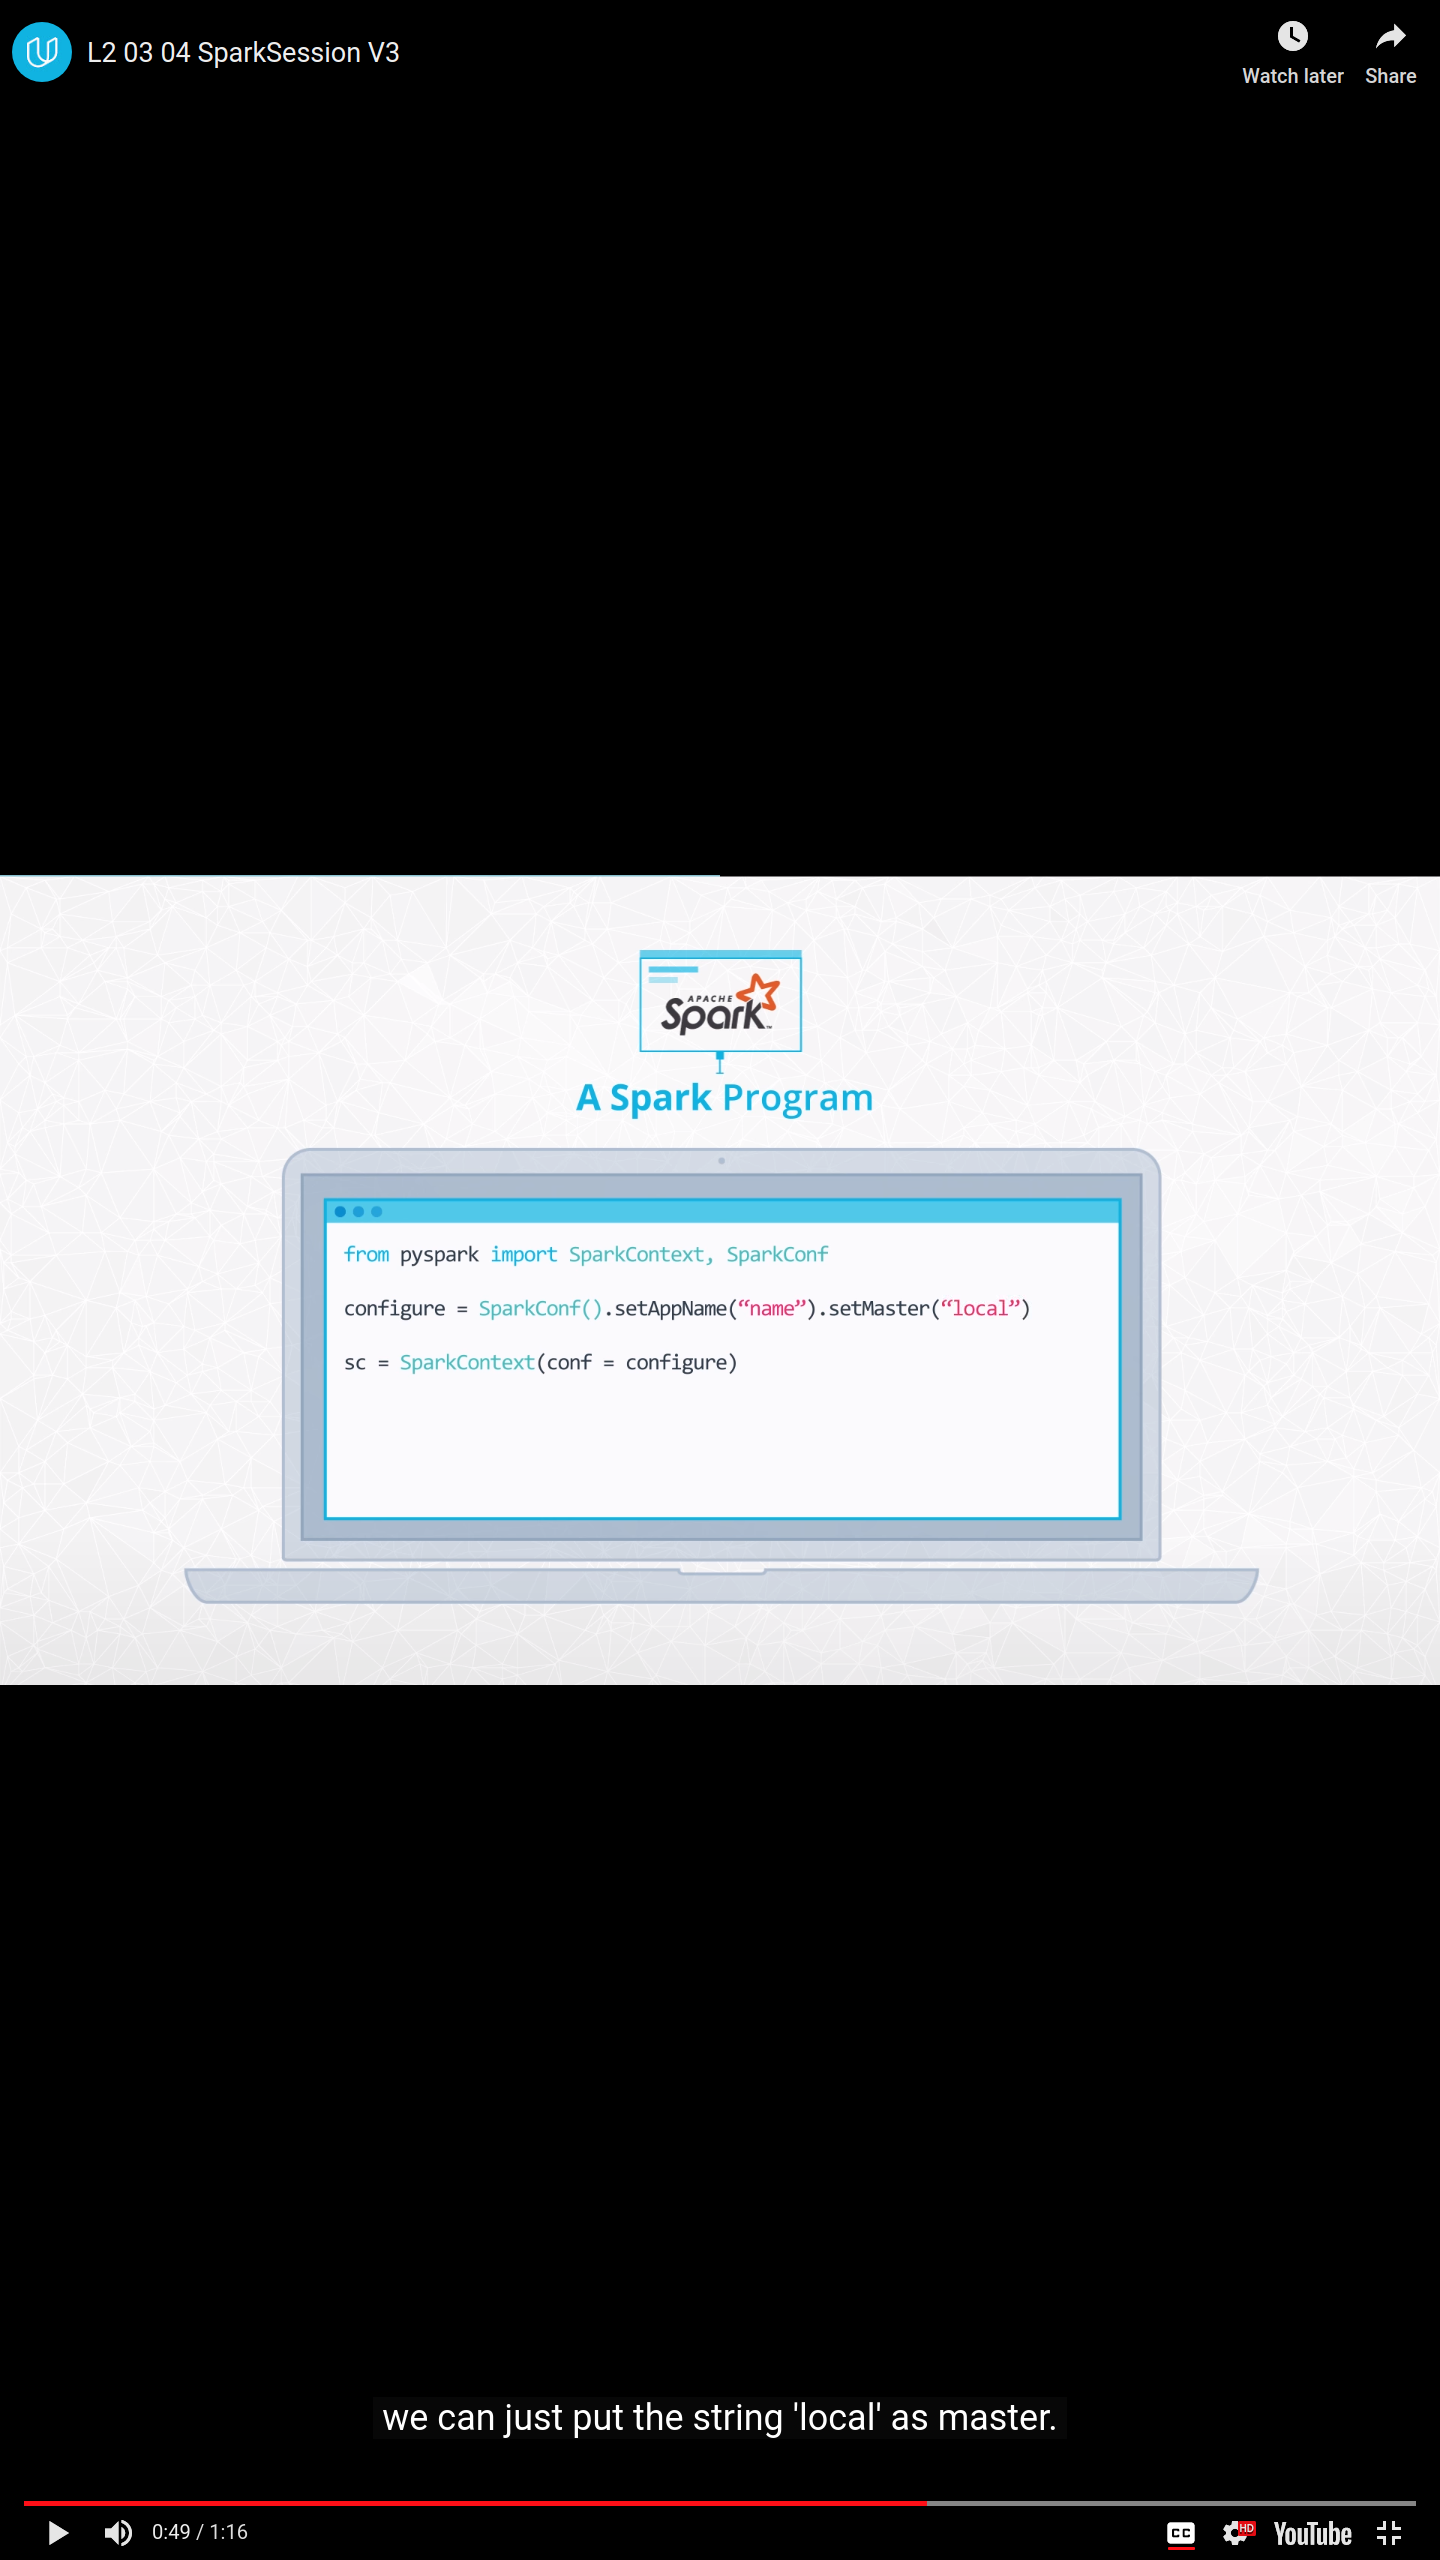 L2 03 04 SparkSession V3
Watch later
Share
APACHE
Spark™
A Spark Program
from pyspark import SparkContext, SparkConf
configure = SparkConf().setAppName(“name”).setMaster(“local”)
sc = SparkContext(conf = configure)
we can just put the string 'local' as master.
0:49 / 1:16
CC
HD
YouTube